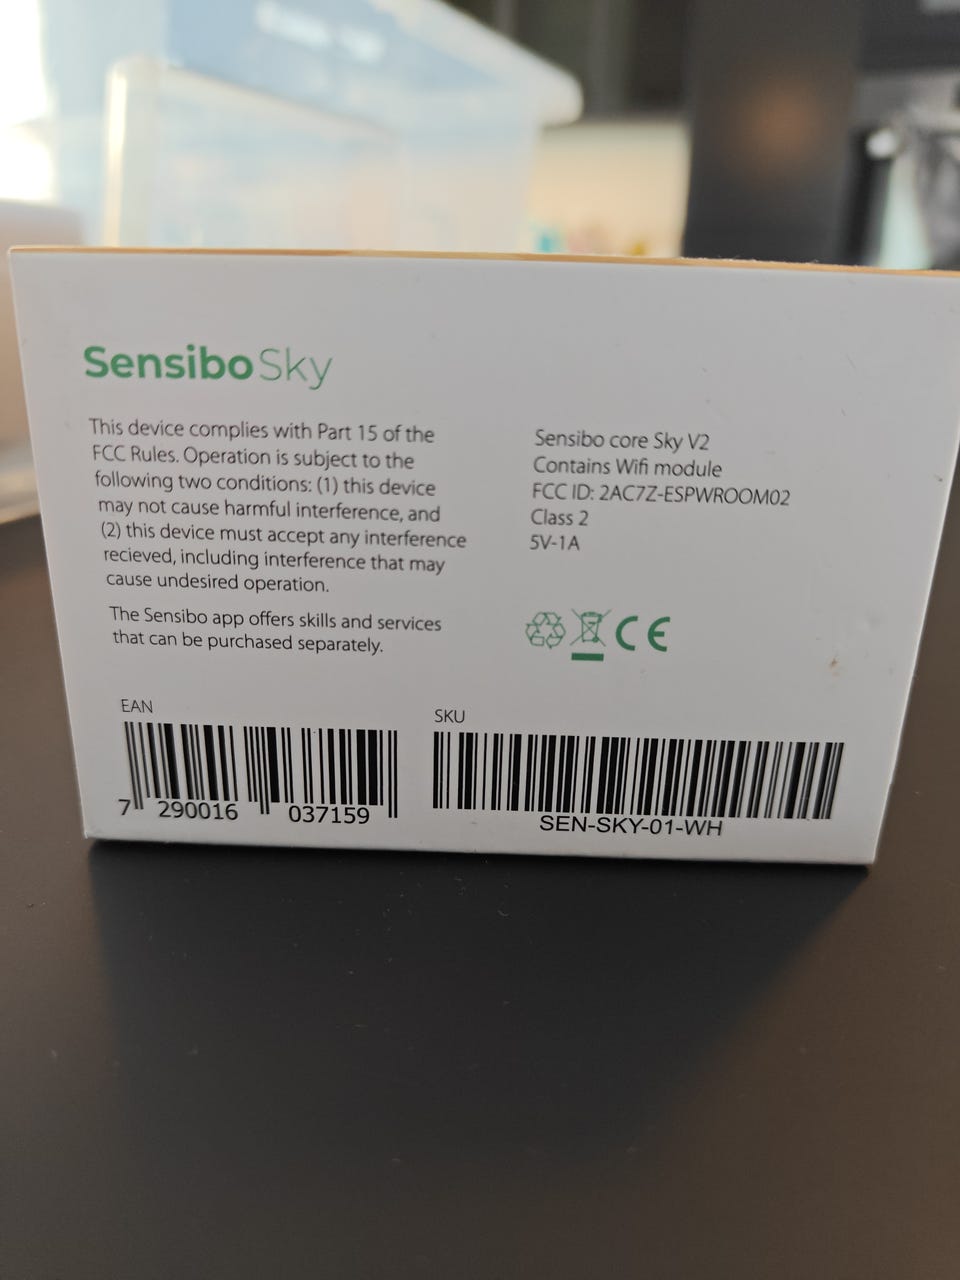 Sensibo Sky
This device complies with Part 15 of the
FCC Rules. Operation is subject to the
following two conditions: (1) this device
may not cause harmful interference, and
(2) this device must accept any interference
recieved, including interference that may
cause undesired operation.
The Sensibo app offers skills and services
that can be purchased separately.
Sensibo core Sky V2
Contains Wifi module
FCC ID: 2AC7Z-ESPWROOM02
Class 2
5V-1A
CE
EAN
7 290016 037159
SKU
SEN-SKY-01-WH